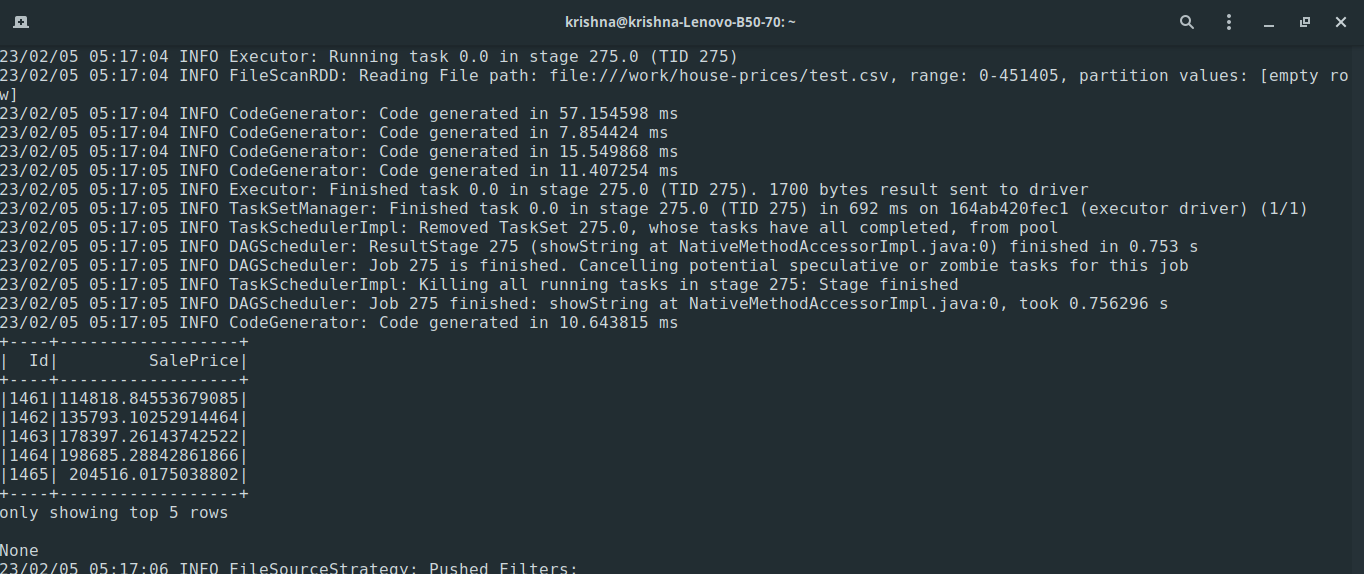 krishna@krishna-Lenovo-B50-70: ~
23/02/05 05:17:04 INFO Executor: Running task 0.0 in stage 275.0 (TID 275)
23/02/05 05:17:04 INFO FileScanRDD: Reading File path: file:///work/house-prices/test.csv, range: 0-451405, partition values: [empty ro
w]
23/02/05 05:17:04 INFO CodeGenerator: Code generated in 57.154598 ms
23/02/05 05:17:04 INFO CodeGenerator: Code generated in 7.854424 ms
23/02/05 05:17:04 INFO CodeGenerator: Code generated in 15.549868 ms
23/02/05 05:17:05 INFO CodeGenerator: Code generated in 11.407254 ms
23/02/05 05:17:05 INFO Executor: Finished task 0.0 in stage 275.0 (TID 275). 1700 bytes result sent to driver
23/02/05 05:17:05 INFO TaskSetManager: Finished task 0.0 in stage 275.0 (TID 275) in 692 ms on 164ab420fec1 (executor driver) (1/1)
23/02/05 05:17:05 INFO TaskSchedulerImpl: Removed TaskSet 275.0, whose tasks have all completed, from pool
23/02/05 05:17:05 INFO DAGScheduler: ResultStage 275 (showString at NativeMethodAccessorImpl.java:0) finished in 0.753 s
23/02/05 05:17:05 INFO DAGScheduler: Job 275 is finished. Cancelling potential speculative or zombie tasks for this job
23/02/05 05:17:05 INFO TaskSchedulerImpl: Killing all running tasks in stage 275: Stage finished
23/02/05 05:17:05 INFO DAGScheduler: Job 275 finished: showString at NativeMethodAccessorImpl.java:0, took 0.756296 s
23/02/05 05:17:05 INFO CodeGenerator: Code generated in 10.643815 ms
+----+------------------+
|  Id|         SalePrice|
+----+------------------+
|1461|114818.84553679085|
|1462|135793.10252914464|
|1463|178397.26143742522|
|1464|198685.28842861866|
|1465| 204516.0175038802|
+----+------------------+
only showing top 5 rows
None
23/02/05 05:17:06 INFO FileSourceStrategy: Pushed Filters: